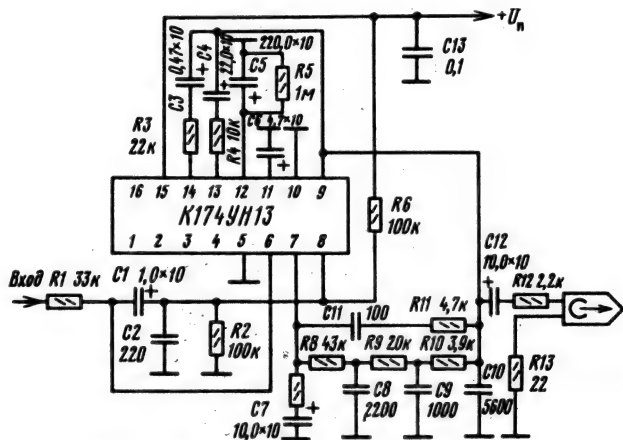 +Uп
0,47×10
C4
22,0×10
220,0×10
C5
R5
1м
C13
0,1
C3
C6 4,7×10
R3
22к
R4 10к
16 15 14 13 12 11 10 9
К174УН13
1 2 3 4 5 6 7 8
R6
100к
Вход R1 33к
C1 1,0×10
C2
220
R2
100к
C11
100
R11 4,7к
C12
10,0×10
R12 2,2к
R8 43к
R9 20к
R10 3,9к
C7
10,0×10
C8
2200
C9
1000
C10
5600
R13
22